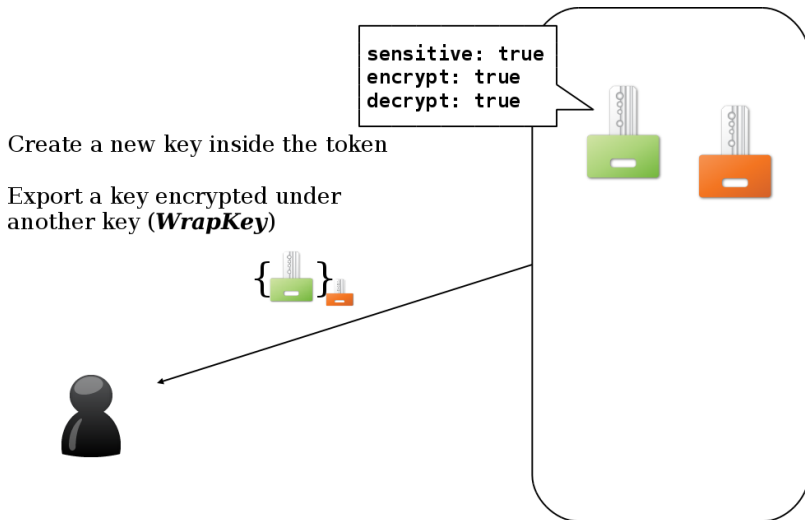 sensitive: true
encrypt: true
decrypt: true
Create a new key inside the token
Export a key encrypted under
another key (WrapKey)
{ }